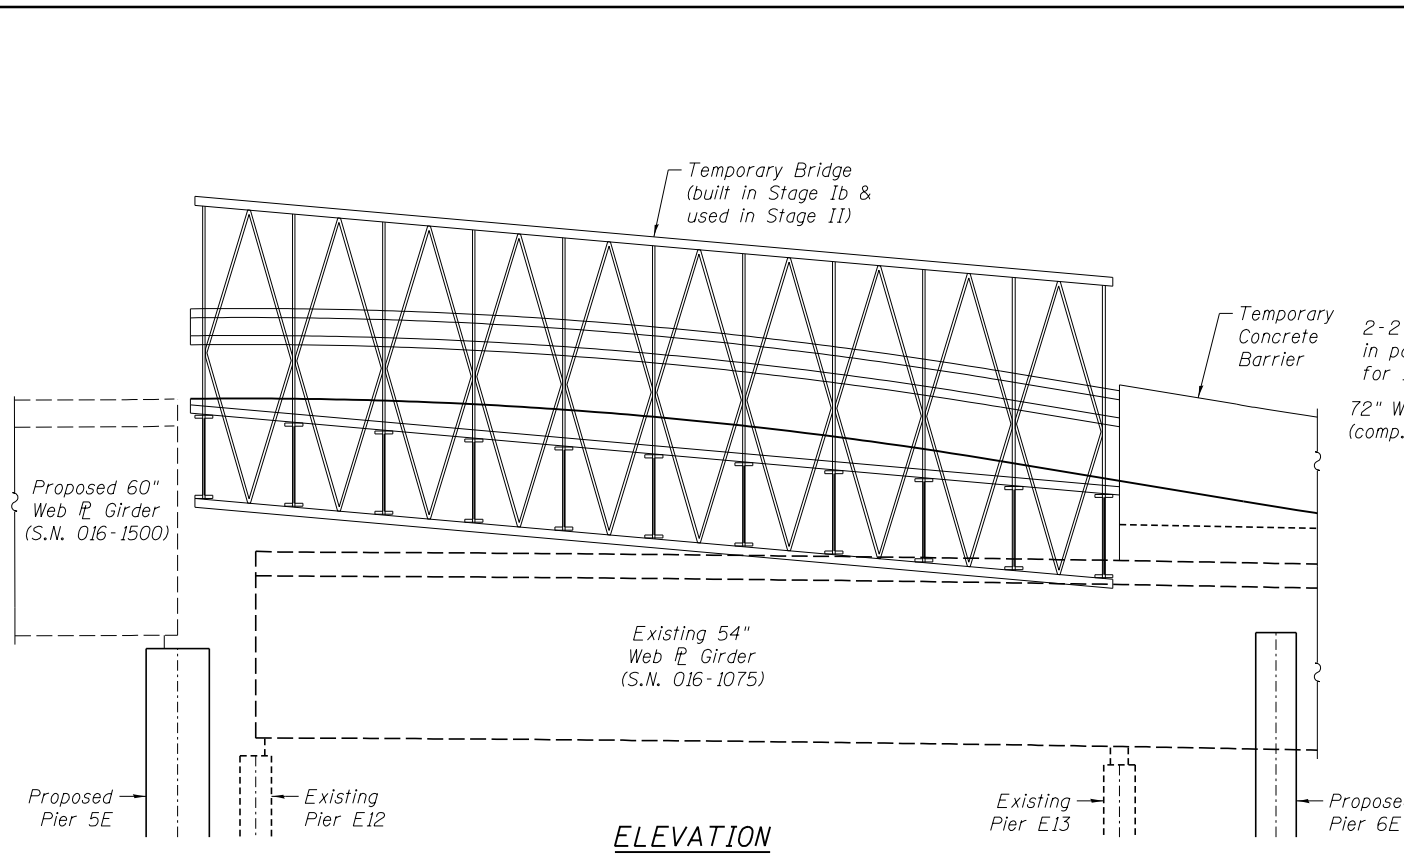 Temporary Bridge
(built in Stage Ib &
used in Stage II)
Temporary
Concrete
Barrier
2-2
in
for
72" W
(comp.
Proposed 60"
Web ⅊ Girder
(S.N. 016-1500)
Existing 54"
Web ⅊ Girder
(S.N. 016-1075)
Proposed
Pier 5E
Existing
Pier E12
Existing
Pier E13
Propose
Pier 6E
ELEVATION